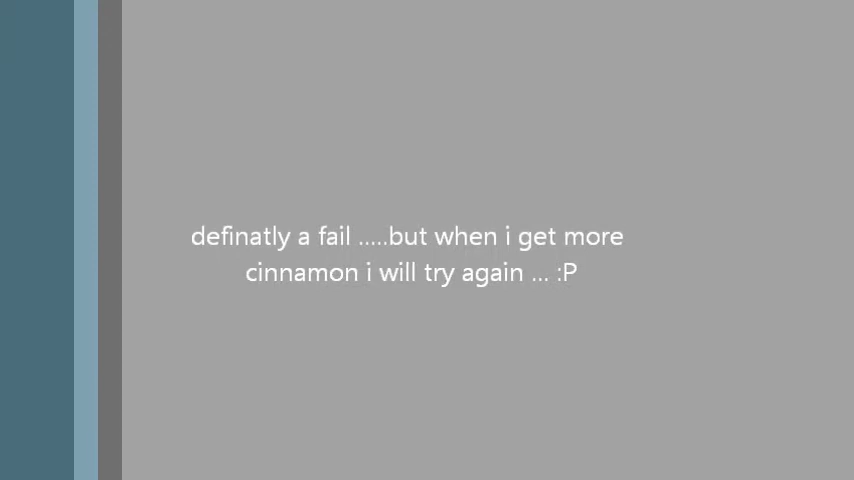 definatly a fail .....but when i get more
cinnamon i will try again ... :P